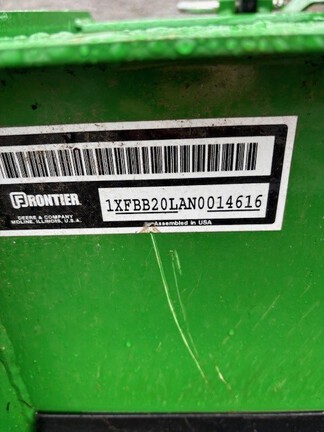 FRONTIER
DEERE & COMPANY
MOLINE, ILLINOIS, U.S.A.
1XFBB20LAN0014616
Assembled in USA